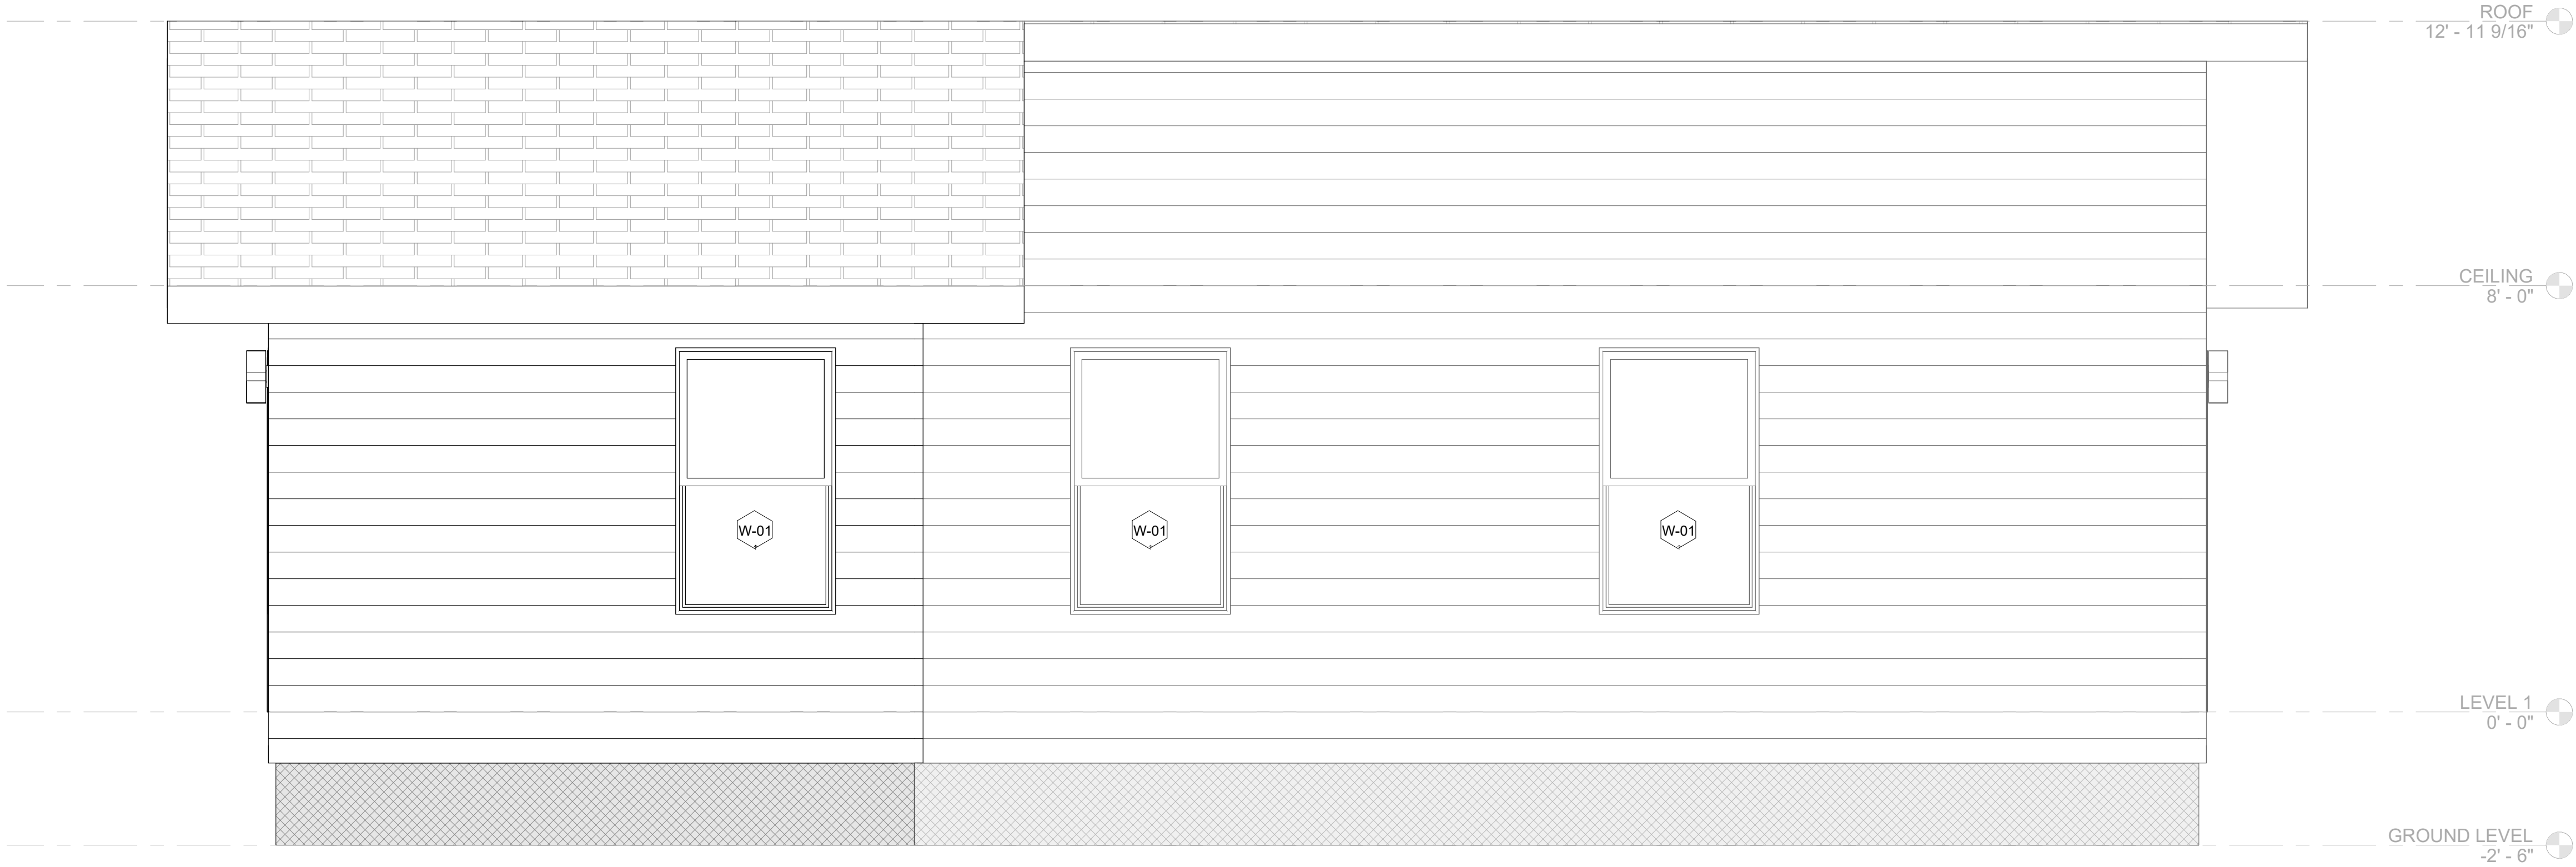 ROOF
12' - 11 9/16"
CEILING
8' - 0"
W-01
W-01
W-01
LEVEL 1
0' - 0"
GROUND LEVEL
-2' - 6"